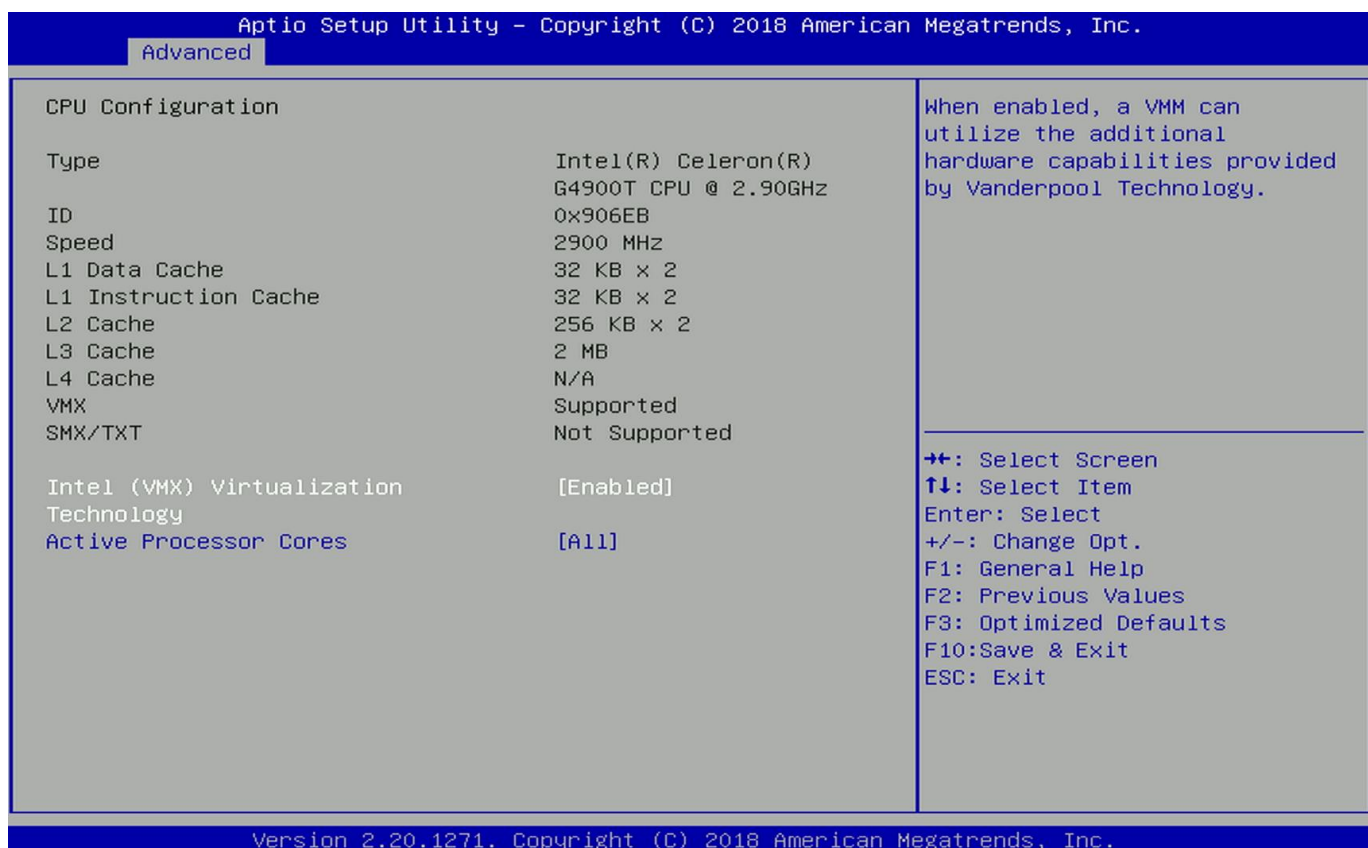 Aptio Setup Utility – Copyright (C) 2018 American Megatrends, Inc.
Advanced
CPU Configuration
Type Intel(R) Celeron(R)
G4900T CPU @ 2.90GHz
ID 0x906EB
Speed 2900 MHz
L1 Data Cache 32 KB x 2
L1 Instruction Cache 32 KB x 2
L2 Cache 256 KB x 2
L3 Cache 2 MB
L4 Cache N/A
VMX Supported
SMX/TXT Not Supported
Intel (VMX) Virtualization [Enabled]
Technology
Active Processor Cores [All]
When enabled, a VMM can
utilize the additional
hardware capabilities provided
by Vanderpool Technology.
→←: Select Screen
↑↓: Select Item
Enter: Select
+/-: Change Opt.
F1: General Help
F2: Previous Values
F3: Optimized Defaults
F10:Save & Exit
ESC: Exit
Version 2.20.1271. Copyright (C) 2018 American Megatrends, Inc.